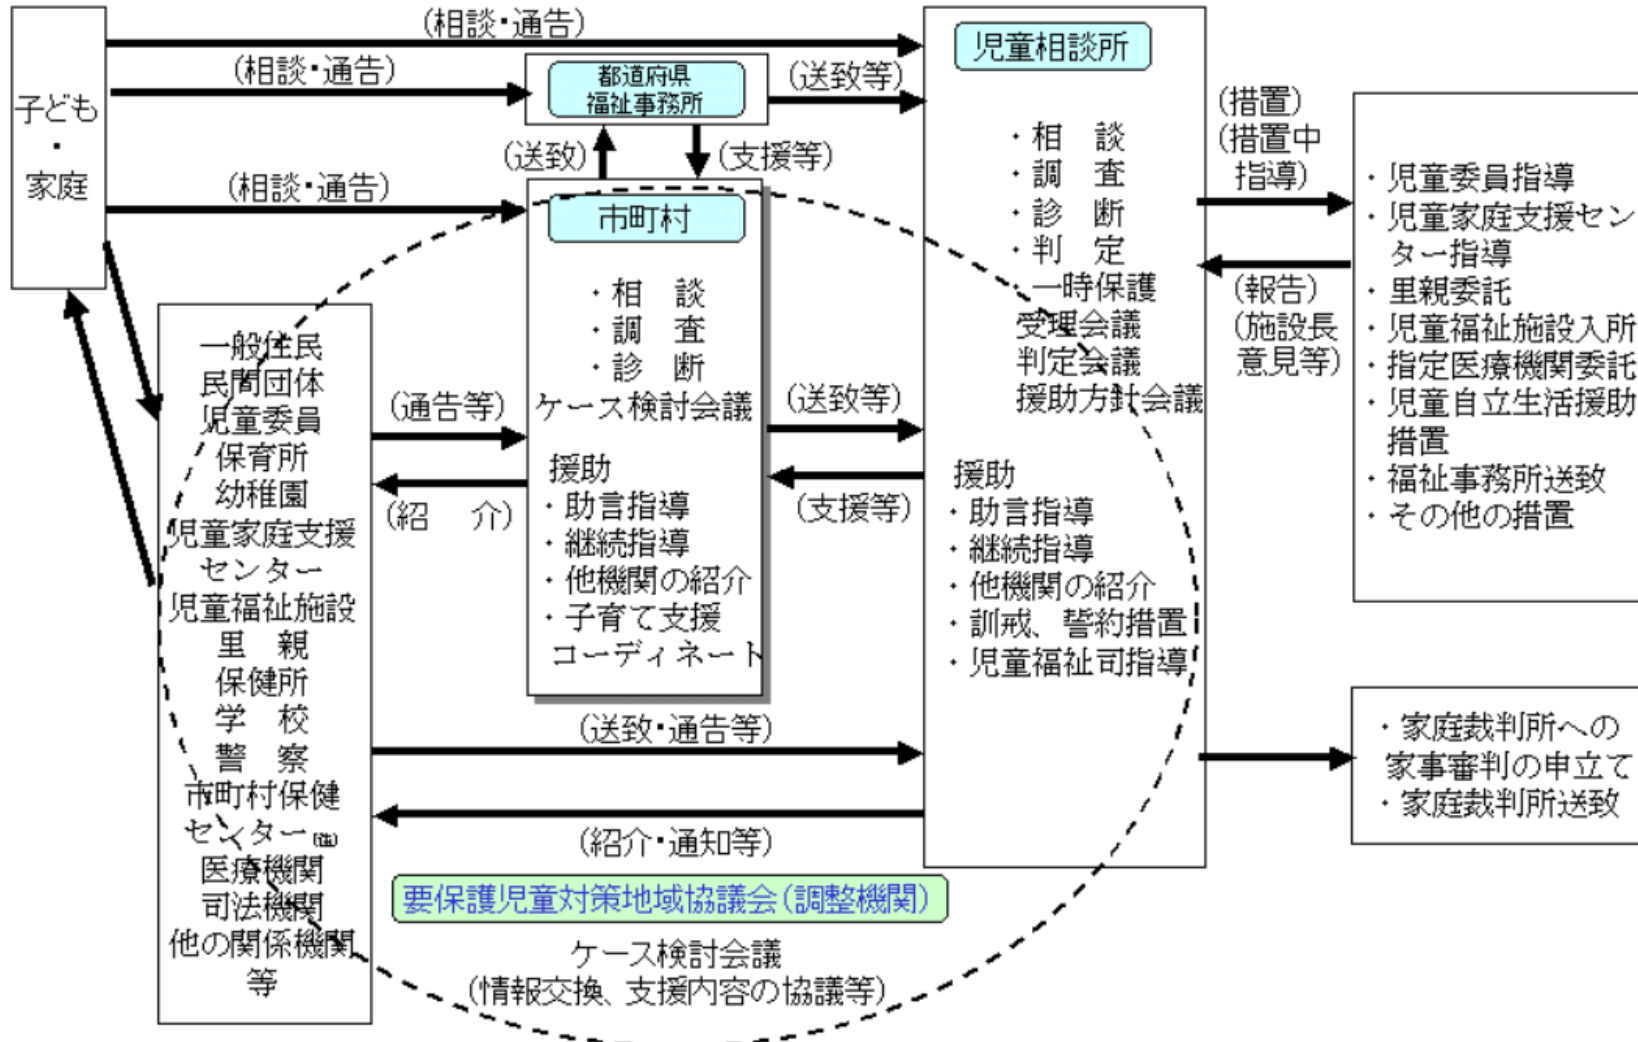 子ども
・
家庭
(相談・通告)
(相談・通告)
(相談・通告)
都道府県
福祉事務所
(送致等)
(送致)
(支援等)
一般住民
民間団体
児童委員
保育所
幼稚園
児童家庭支援
センター
児童福祉施設
里　親
保健所
学　校
警　察
市町村保健
センター
医療機関
司法機関
他の関係機関
等
(通告等)
(紹　介)
市町村
・相　談
・調　査
・診　断
ケース検討会議
援助
・助言指導
・継続指導
・他機関の紹介
・子育て支援
コーディネート
(送致等)
(支援等)
(送致・通告等)
(紹介・通知等)
児童相談所
・相　談
・調　査
・診　断
・判　定
一時保護
受理会議
判定会議
援助方針会議
援助
・助言指導
・継続指導
・他機関の紹介
・訓戒、誓約措置
・児童福祉司指導
(措置)
(措置中
指導)
(報告)
(施設長
意見等)
・児童委員指導
・児童家庭支援セン
ター指導
・里親委託
・児童福祉施設入所
・指定医療機関委託
・児童自立生活援助
措置
・福祉事務所送致
・その他の措置
・家庭裁判所への
家事審判の申立て
・家庭裁判所送致
要保護児童対策地域協議会(調整機関)
ケース検討会議
(情報交換、支援内容の協議等)